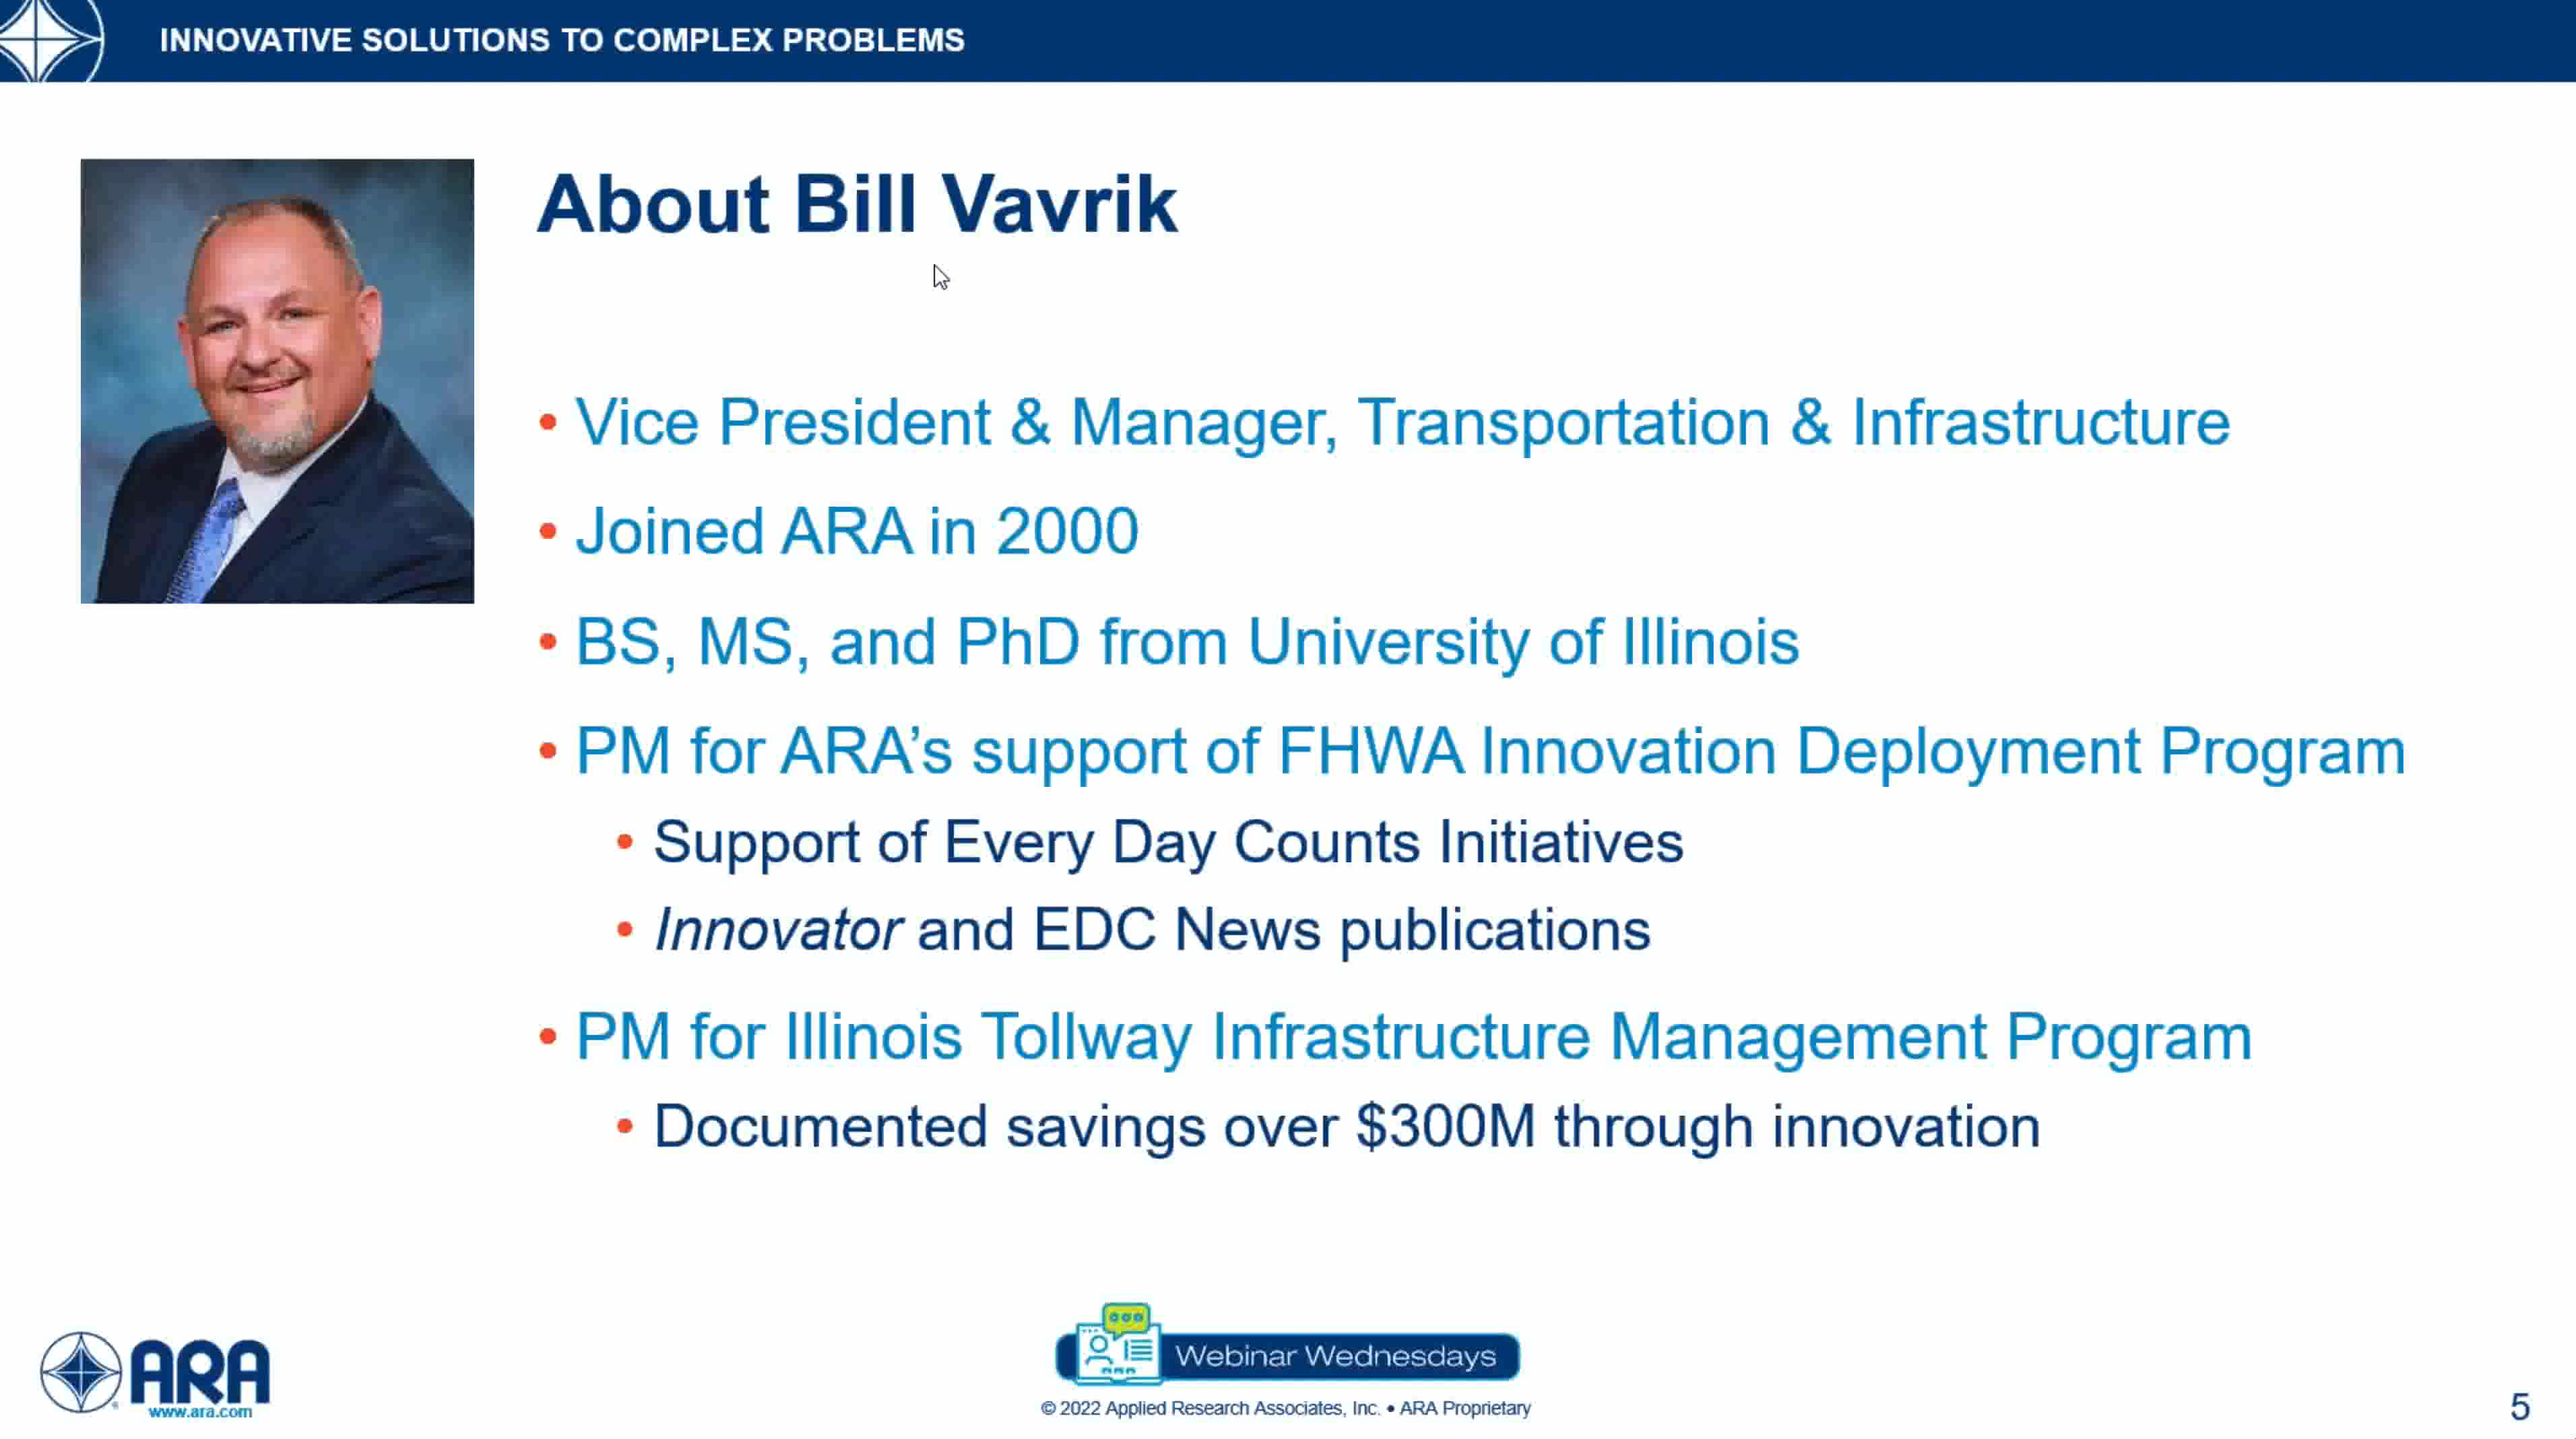 INNOVATIVE SOLUTIONS TO COMPLEX PROBLEMS
About Bill Vavrik
• Vice President & Manager, Transportation & Infrastructure
• Joined ARA in 2000
• BS, MS, and PhD from University of Illinois
• PM for ARA’s support of FHWA Innovation Deployment Program
• Support of Every Day Counts Initiatives
• Innovator and EDC News publications
• PM for Illinois Tollway Infrastructure Management Program
• Documented savings over $300M through innovation
ARA
www.ara.com
Webinar Wednesdays
© 2022 Applied Research Associates, Inc. • ARA Proprietary
5